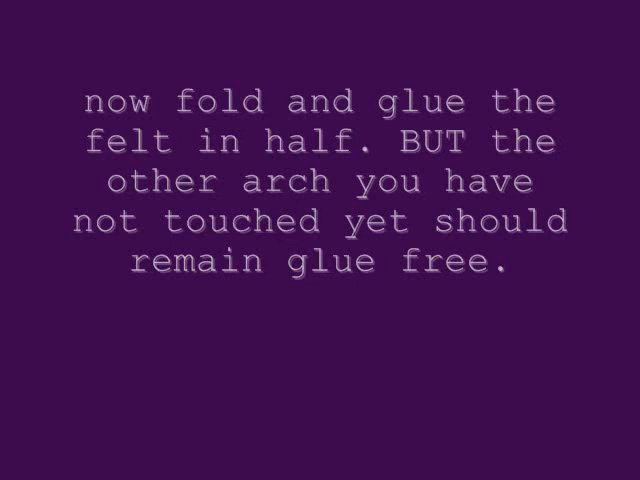 now fold and glue the
felt in half. BUT the
other arch you have
not touched yet should
remain glue free.